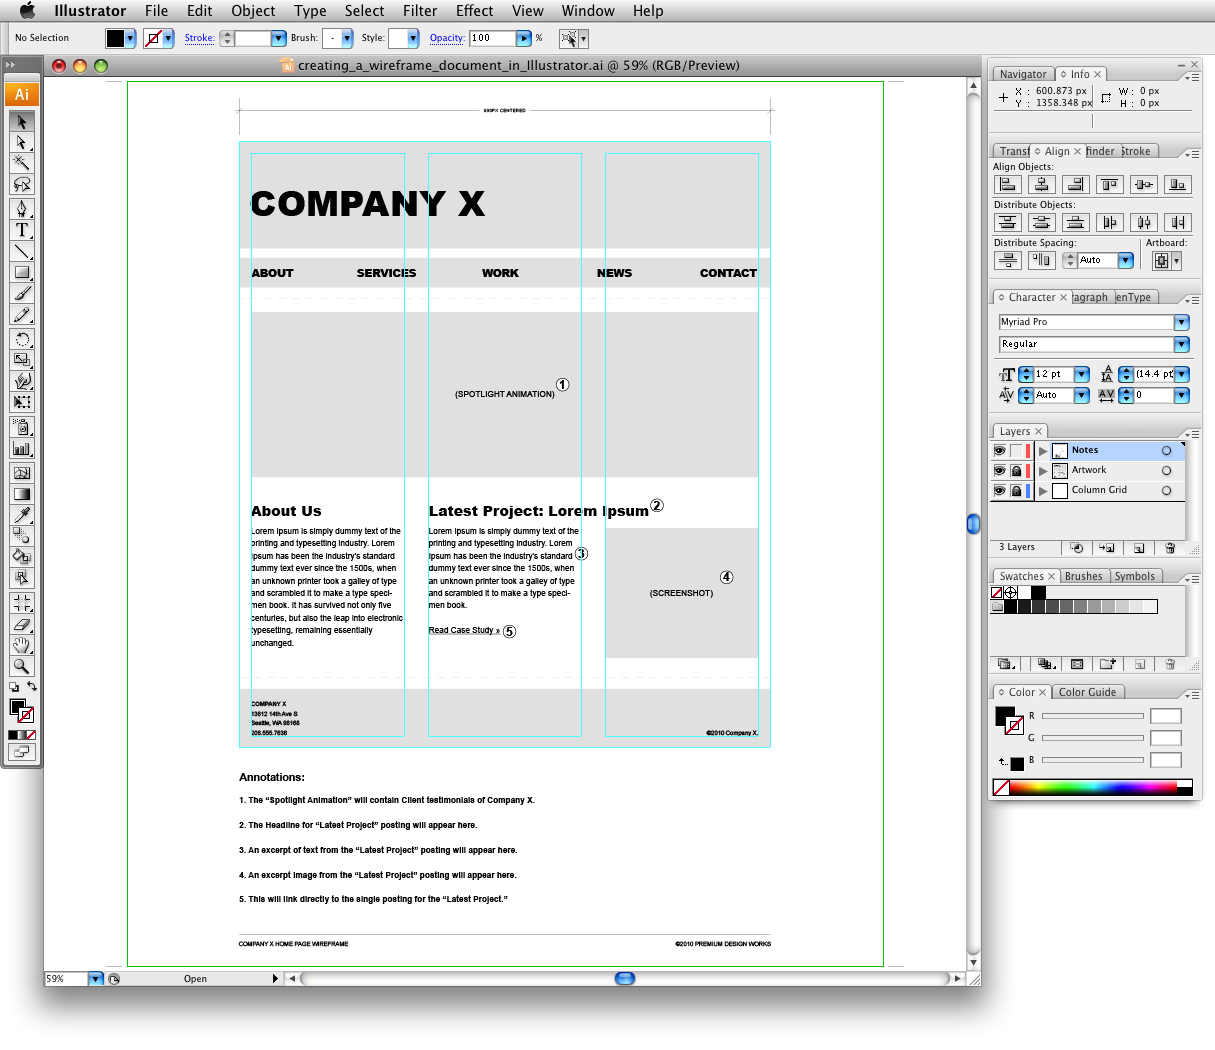 Illustrator File Edit Object Type Select Filter Effect View Window Help
No Selection Stroke: Brush: Style: Opacity: 100 %
creating_a_wireframe_document_in_Illustrator.ai @ 59% (RGB/Preview)
Ai
T
COMPANY X
ABOUT SERVICES WORK NEWS CONTACT
(SPOTLIGHT ANIMATION) 1
About Us
Lorem Ipsum is simply dummy text of the
printing and typesetting industry. Lorem
Ipsum has been the industry's standard
dummy text ever since the 1500s, when
an unknown printer took a galley of type
and scrambled it to make a type speci-
men book. It has survived not only five
centuries, but also the leap into electronic
typesetting, remaining essentially
unchanged.
Latest Project: Lorem Ipsum 2
Lorem Ipsum is simply dummy text of the
printing and typesetting industry. Lorem
Ipsum has been the industry's standard 3
dummy text ever since the 1500s, when
an unknown printer took a galley of type
and scrambled it to make a type speci-
men book.
Read Case Study » 5
4
(SCREENSHOT)
COMPANY X
13612 14th Ave S
Seattle, WA 98168
206.555.7636
©2010 Company X.
Annotations:
1. The “Spotlight Animation” will contain Client testimonials of Company X.
2. The Headline for “Latest Project” posting will appear here.
3. An excerpt of text from the “Latest Project” posting will appear here.
4. An excerpt image from the “Latest Project” posting will appear here.
5. This will link directly to the single posting for the “Latest Project.”
COMPANY X HOME PAGE WIREFRAME ©2010 PREMIUM DESIGN WORKS
59% Open
Navigator Info
X : 600.873 px W : 0 px
Y : 1358.348 px H : 0 px
Transf Align finder Stroke
Align Objects:
Distribute Objects:
Distribute Spacing: Artboard:
Auto
Character aragraph enType
Myriad Pro
Regular
12 pt (14.4 pt
Auto 0
Layers
Notes
Artwork
Column Grid
3 Layers
Swatches Brushes Symbols
Color Color Guide
R
G
B